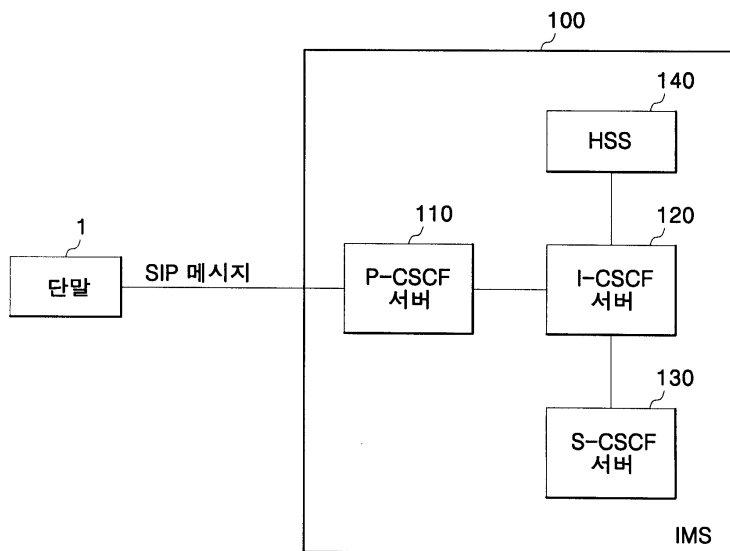 100
140
HSS
1
110
120
단말
SIP 메시지
P-CSCF
서버
I-CSCF
서버
130
S-CSCF
서버
IMS